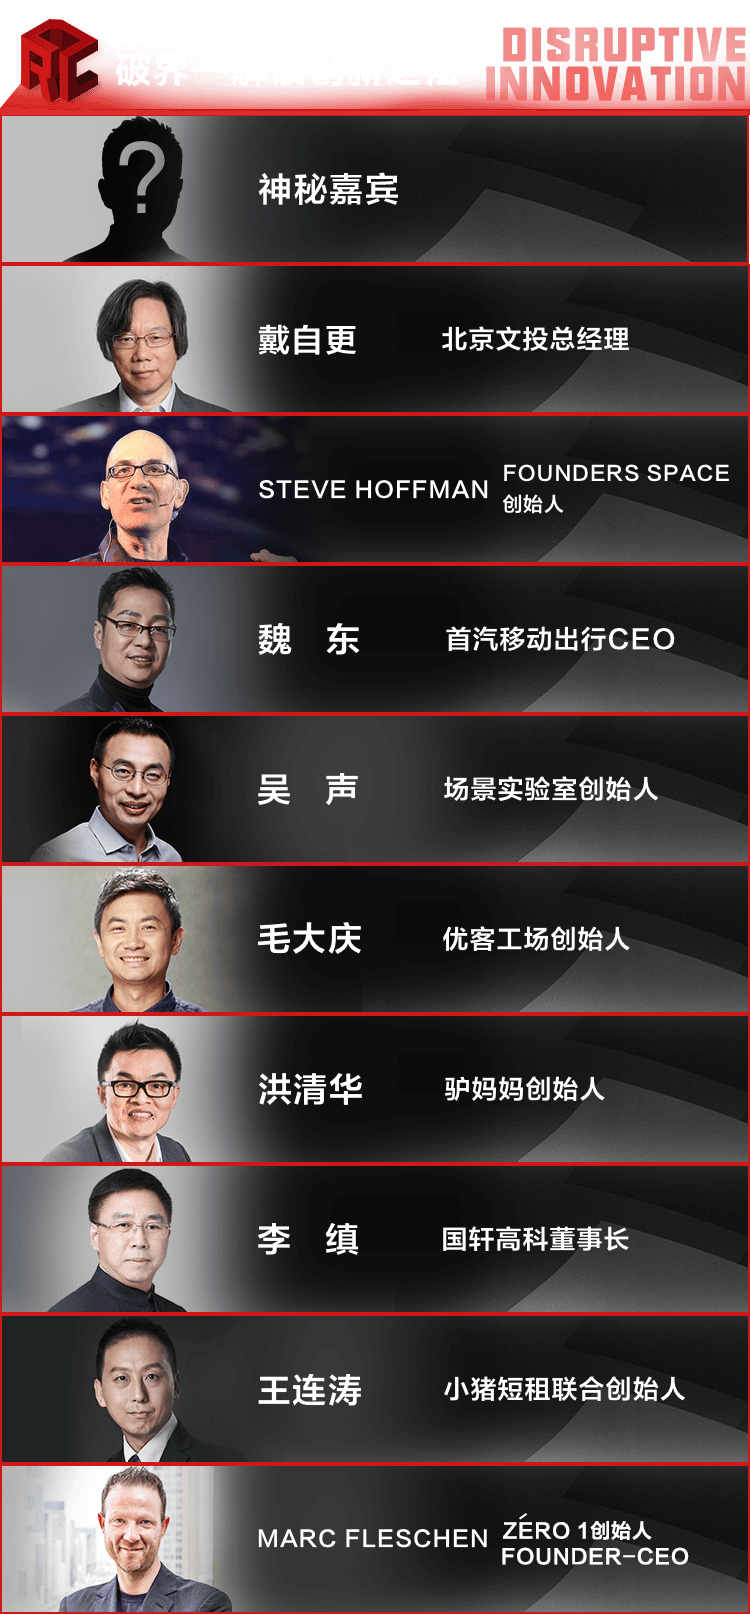 DISRUPTIVE
INNOVATION
?
神秘嘉宾
戴自更 北京文投总经理
STEVE HOFFMAN FOUNDERS SPACE
创始人
魏 东 首汽移动出行CEO
吴 声 场景实验室创始人
毛大庆 优客工场创始人
洪清华 驴妈妈创始人
李 缜 国轩高科董事长
王连涛 小猪短租联合创始人
MARC FLESCHEN ZÉRO 1创始人
FOUNDER-CEO